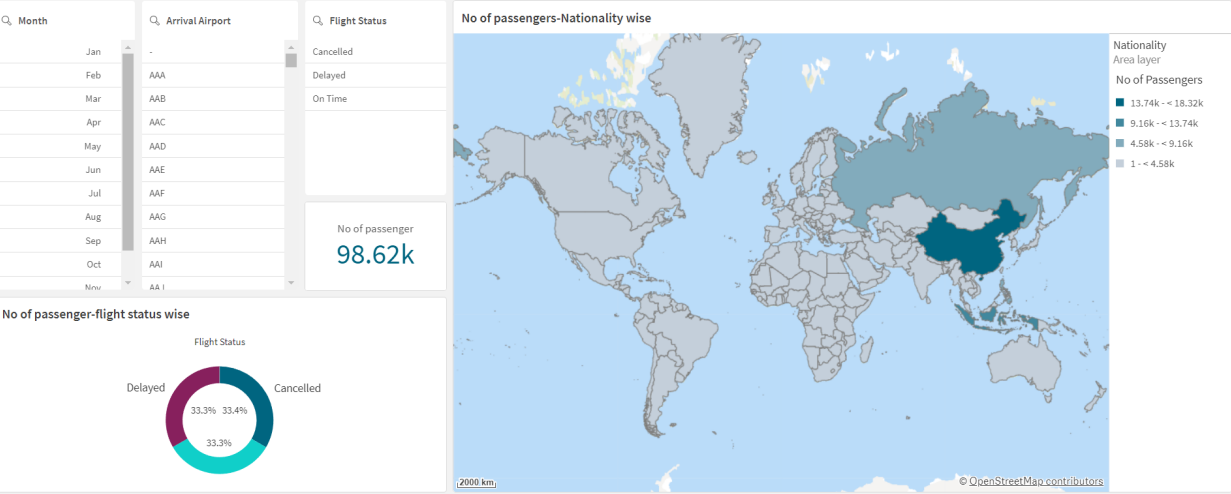 Month
Jan
Feb
Mar
Apr
May
Jun
Jul
Aug
Sep
Oct
Nov
Arrival Airport
-
AAA
AAB
AAC
AAD
AAE
AAF
AAG
AAH
AAI
AAJ
Flight Status
Cancelled
Delayed
On Time
No of passenger
98.62k
No of passenger-flight status wise
Flight Status
Delayed
Cancelled
33.3% 33.4%
33.3%
No of passengers-Nationality wise
2000 km
© OpenStreetMap contributors
Nationality
Area layer
No of Passengers
13.74k - < 18.32k
9.16k - < 13.74k
4.58k - < 9.16k
1 - < 4.58k